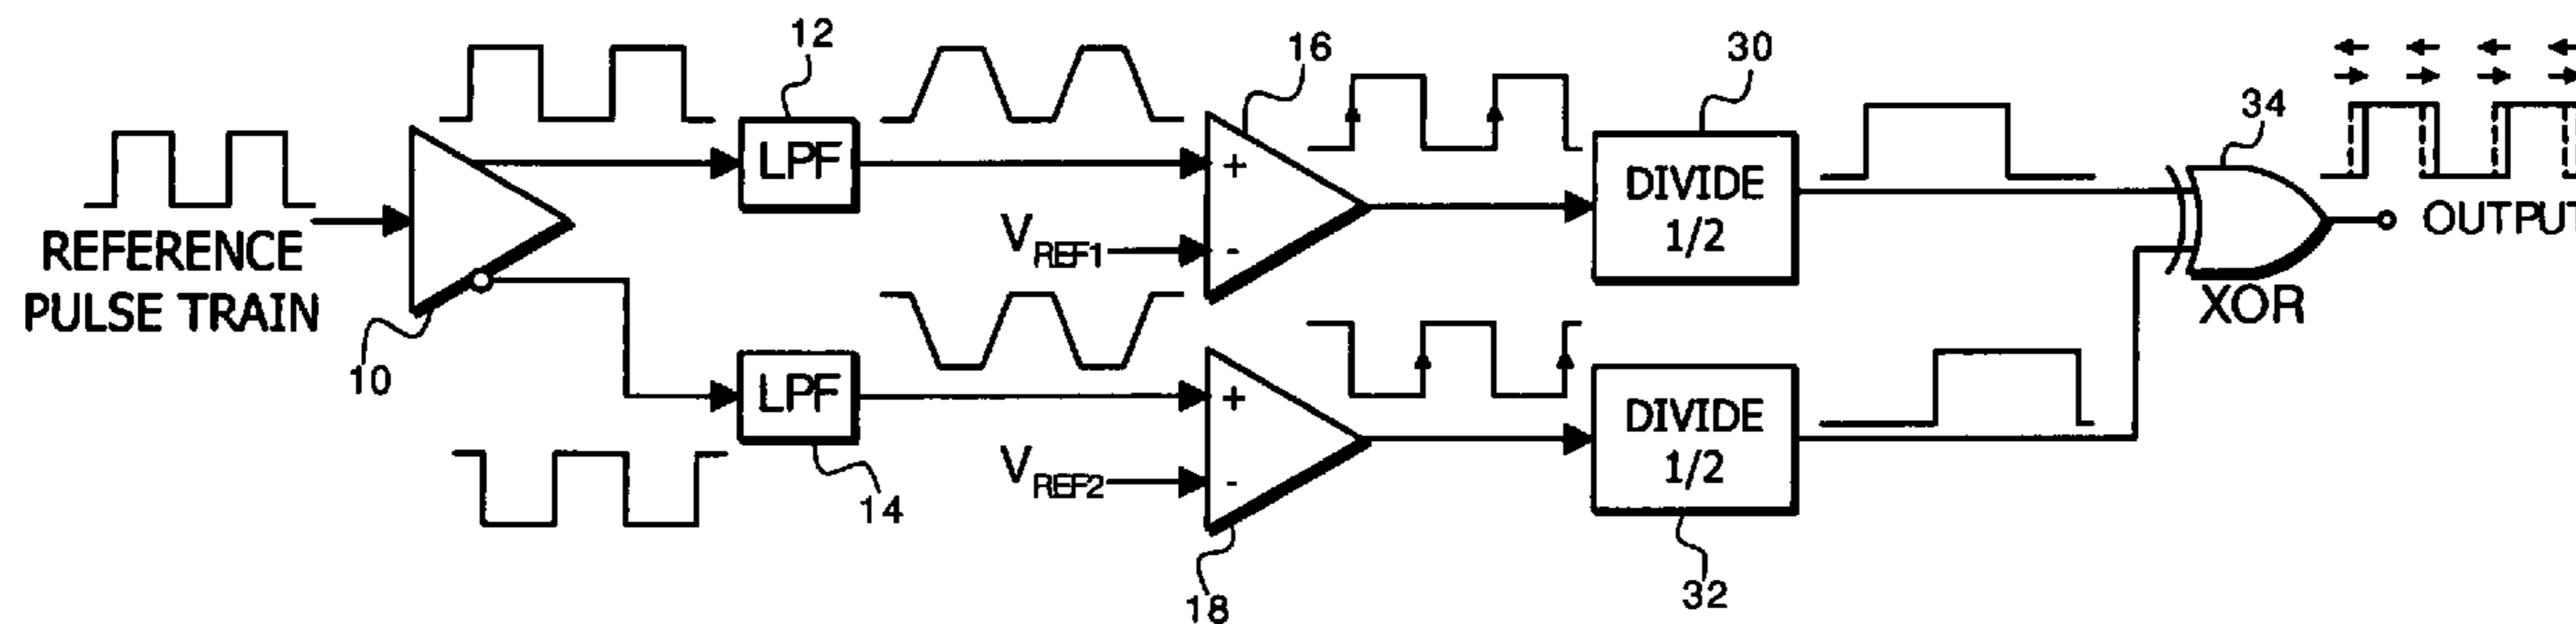 12
16
30
34
LPF
+
VREF1
-
DIVIDE
1/2
REFERENCE
PULSE TRAIN
OUTPUT
XOR
10
LPF
14
+
VREF2
-
DIVIDE
1/2
18
32